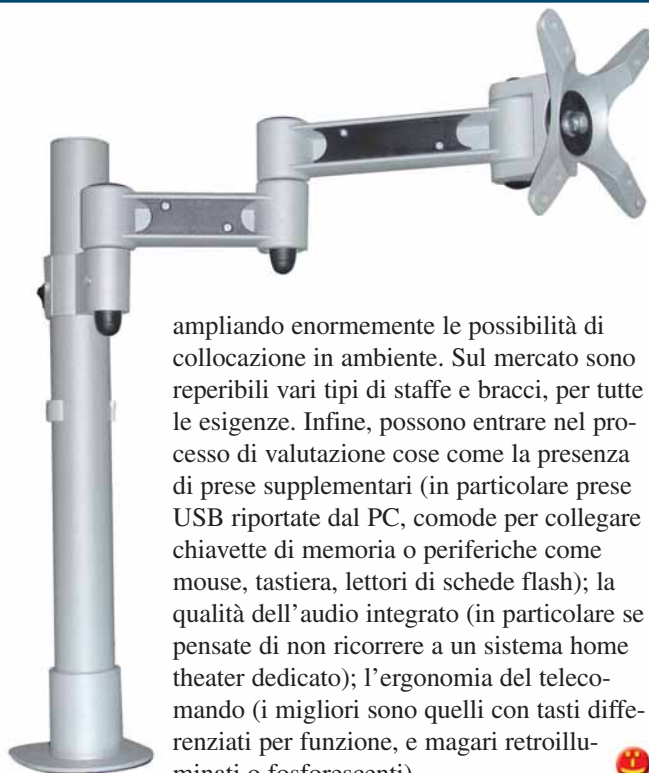 ampliando enormemente le possibilità di
collocazione in ambiente. Sul mercato sono
reperibili vari tipi di staffe e bracci, per tutte
le esigenze. Infine, possono entrare nel pro-
cesso di valutazione cose come la presenza
di prese supplementari (in particolare prese
USB riportate dal PC, comode per collegare
chiavette di memoria o periferiche come
mouse, tastiera, lettori di schede flash); la
qualità dell’audio integrato (in particolare se
pensate di non ricorrere a un sistema home
theater dedicato); l’ergonomia del teleco-
mando (i migliori sono quelli con tasti diffe-
renziati per funzione, e magari retroillu-
minati o fosforescenti)